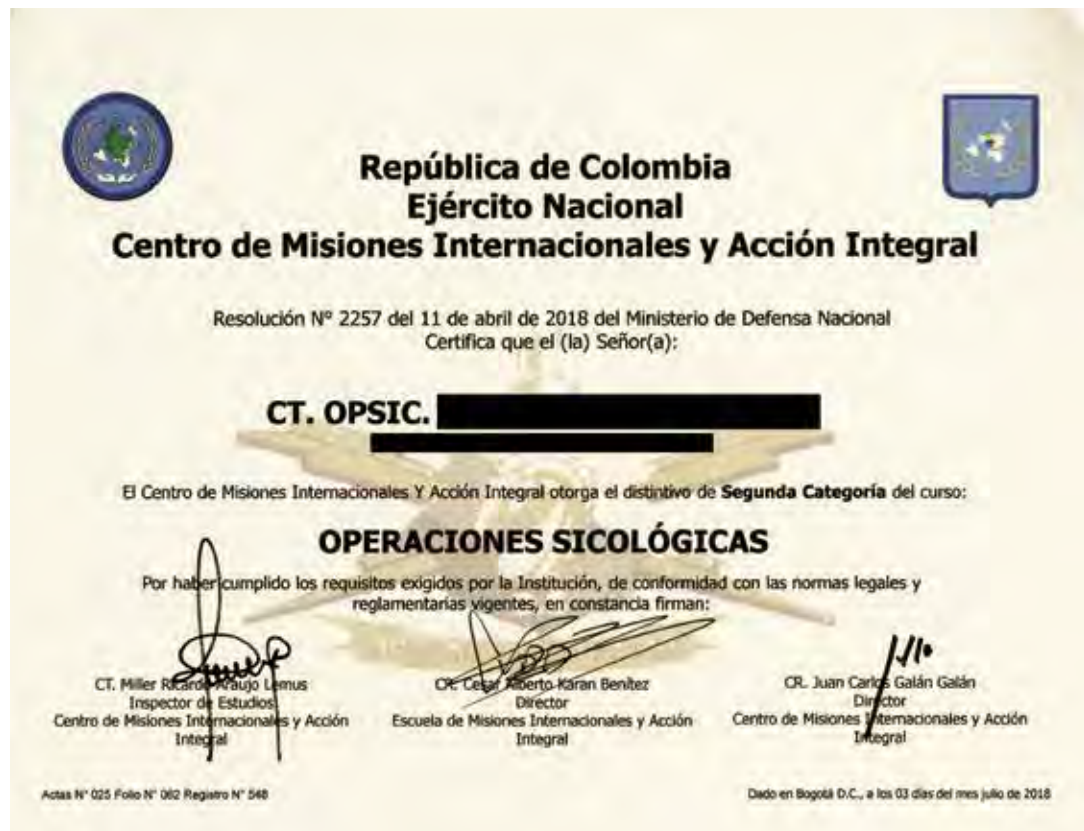 República de Colombia
Ejército Nacional
Centro de Misiones Internacionales y Acción Integral
Resolución N° 2257 del 11 de abril de 2018 del Ministerio de Defensa Nacional
Certifica que el (la) Señor(a):
CT. OPSIC.
El Centro de Misiones Internacionales Y Acción Integral otorga el distintivo de Segunda Categoría del curso:
OPERACIONES SICOLÓGICAS
Por haber cumplido los requisitos exigidos por la Institución, de conformidad con las normas legales y
reglamentarias vigentes, en constancia firman:
CT. Miller Ricardo Araujo Lemus
Inspector de Estudios
Centro de Misiones Internacionales y Acción
Integral
CR. Cesar Alberto Karan Benítez
Director
Escuela de Misiones Internacionales y Acción
Integral
CR. Juan Carlos Galán Galán
Director
Centro de Misiones Internacionales y Acción
Integral
Actas N° 025 Folio N° 062 Registro N° 548
Dado en Bogotá D.C., a los 03 días del mes julio de 2018